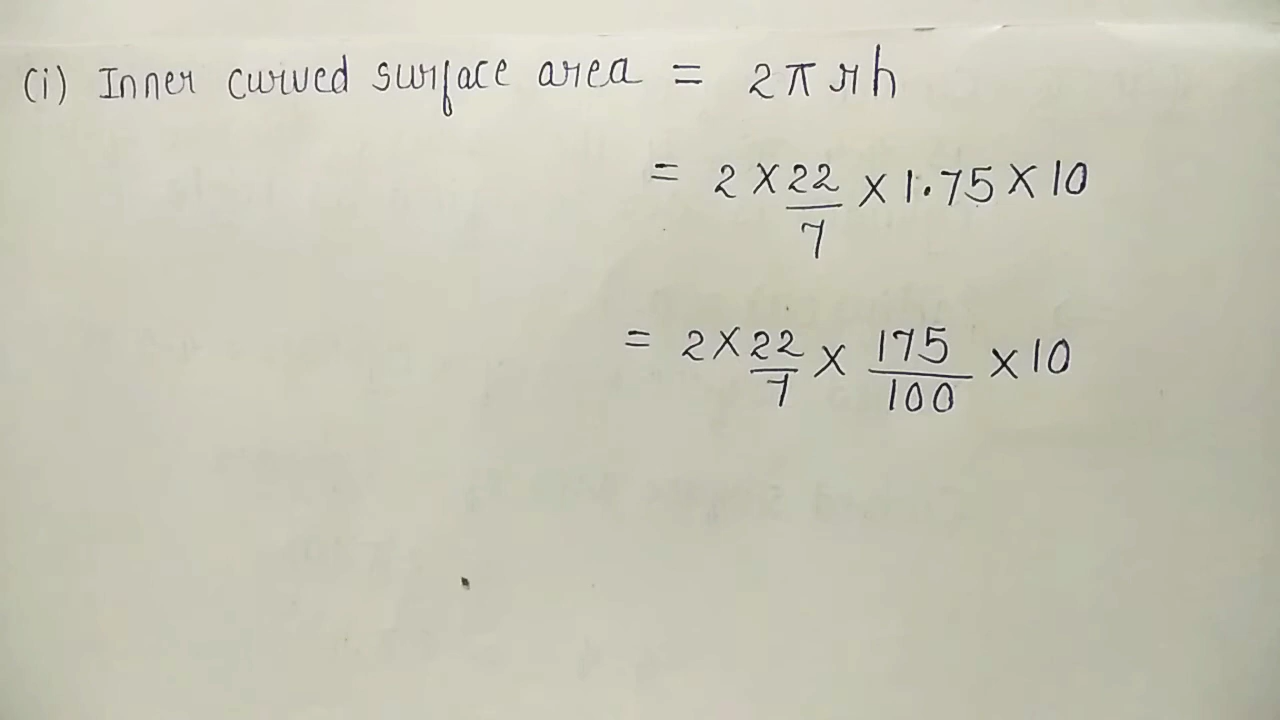 (i) Inner curved surface area = 2πrh
= 2 × 22/7 × 1.75 × 10
= 2 × 22/7 × 175/100 × 10